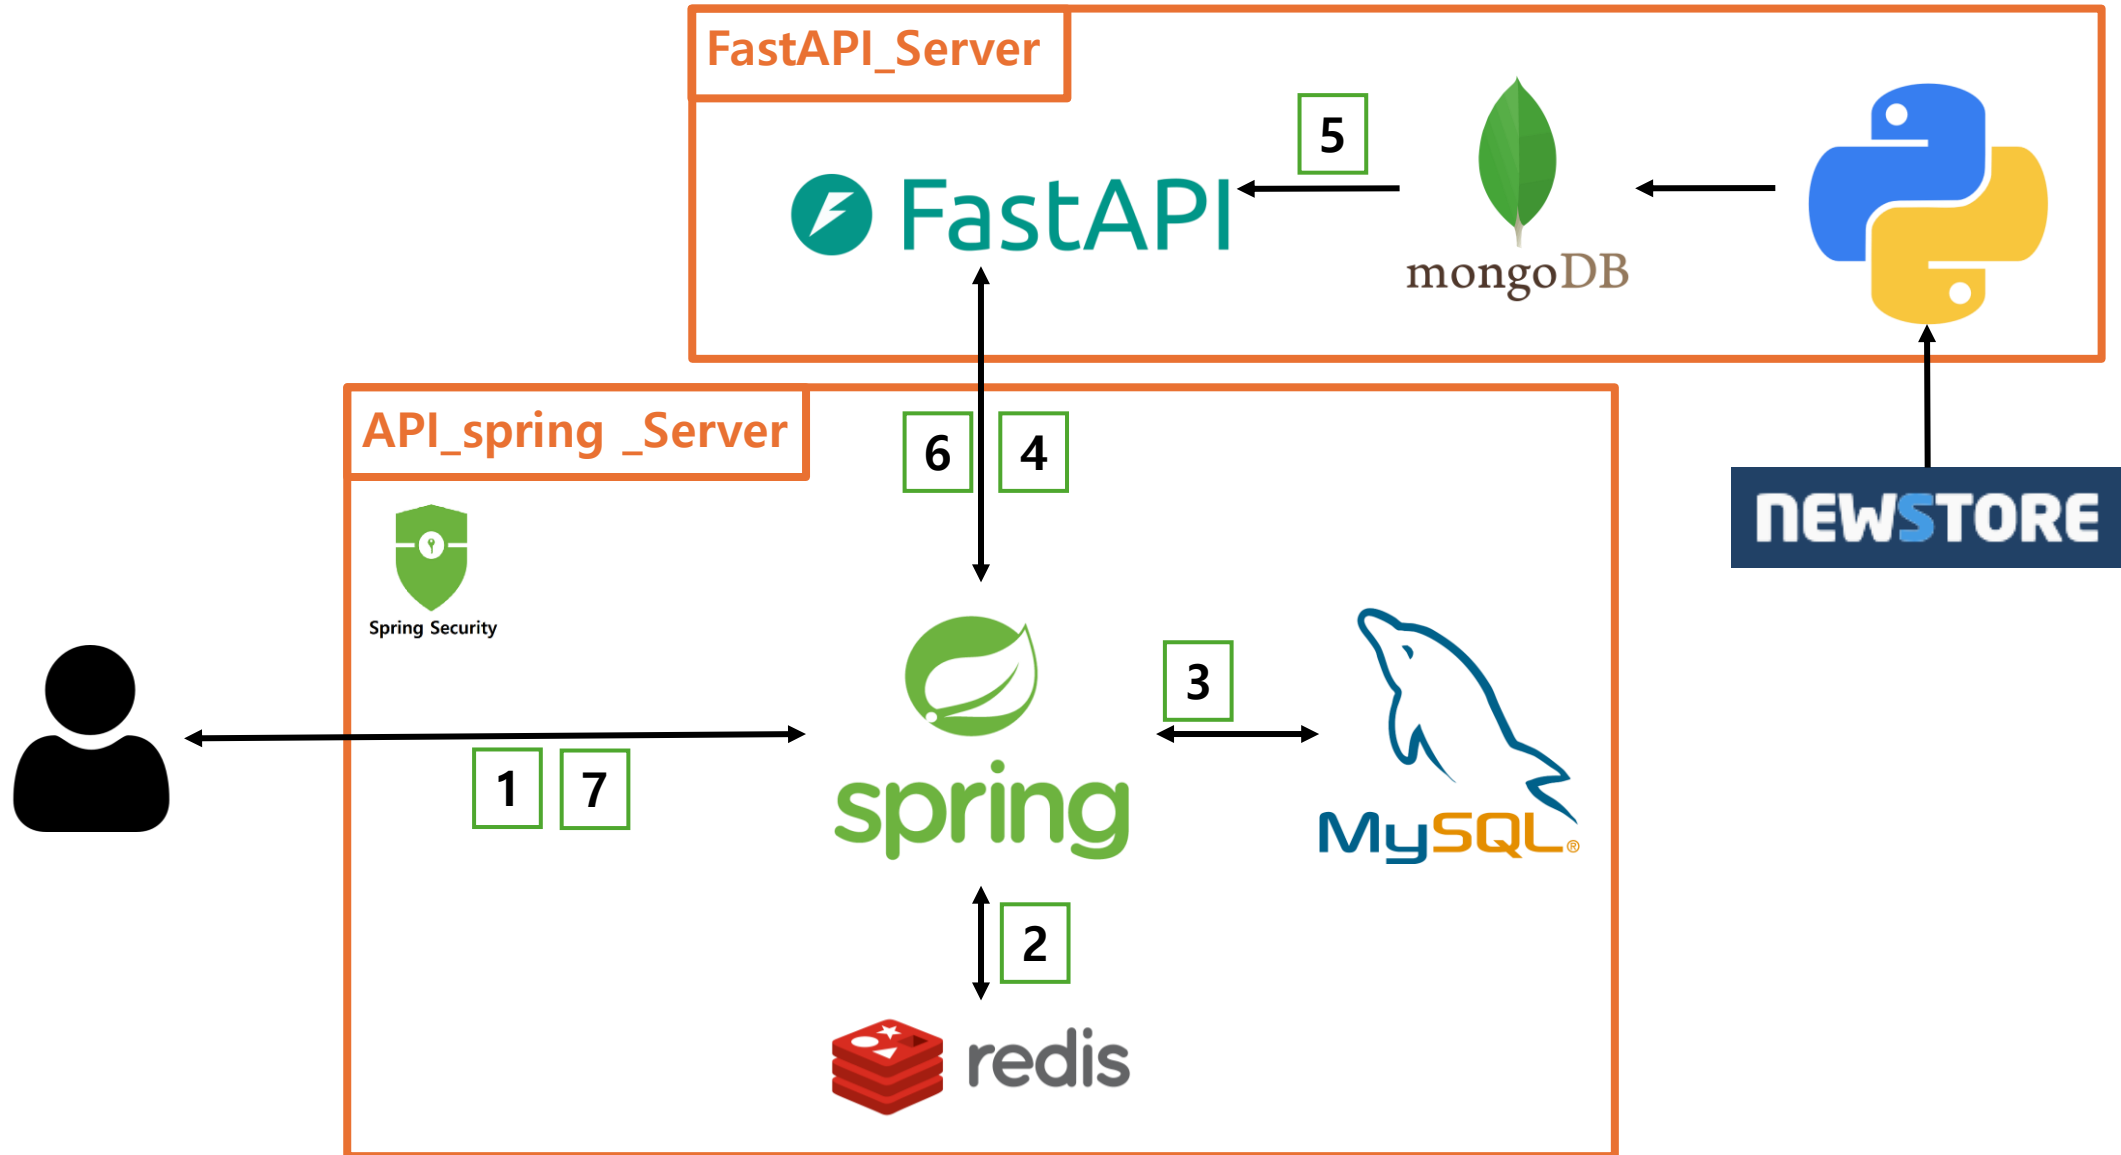 FastAPI_Server
5
FastAPI
mongoDB
API_spring _Server
6
4
NEWSTORE
Spring Security
3
1
7
spring
MySQL®
2
redis